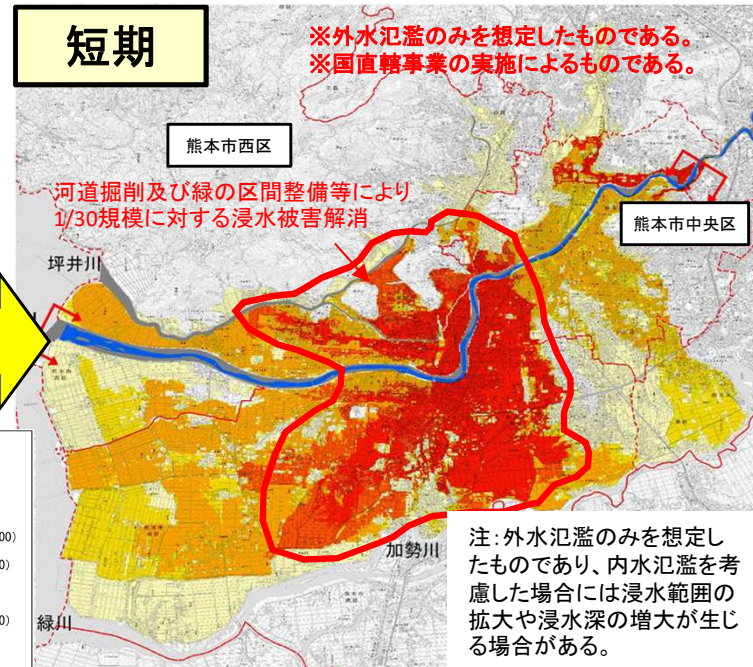 短期
※外水氾濫のみを想定したものである。
※国直轄事業の実施によるものである。
熊本市西区
河道掘削及び緑の区間整備等により
1/30規模に対する浸水被害解消
熊本市中央区
坪井川
加勢川
緑川
00)
0)
0)
注:外水氾濫のみを想定し
たものであり、内水氾濫を考
慮した場合には浸水範囲の
拡大や浸水深の増大が生じ
る場合がある。